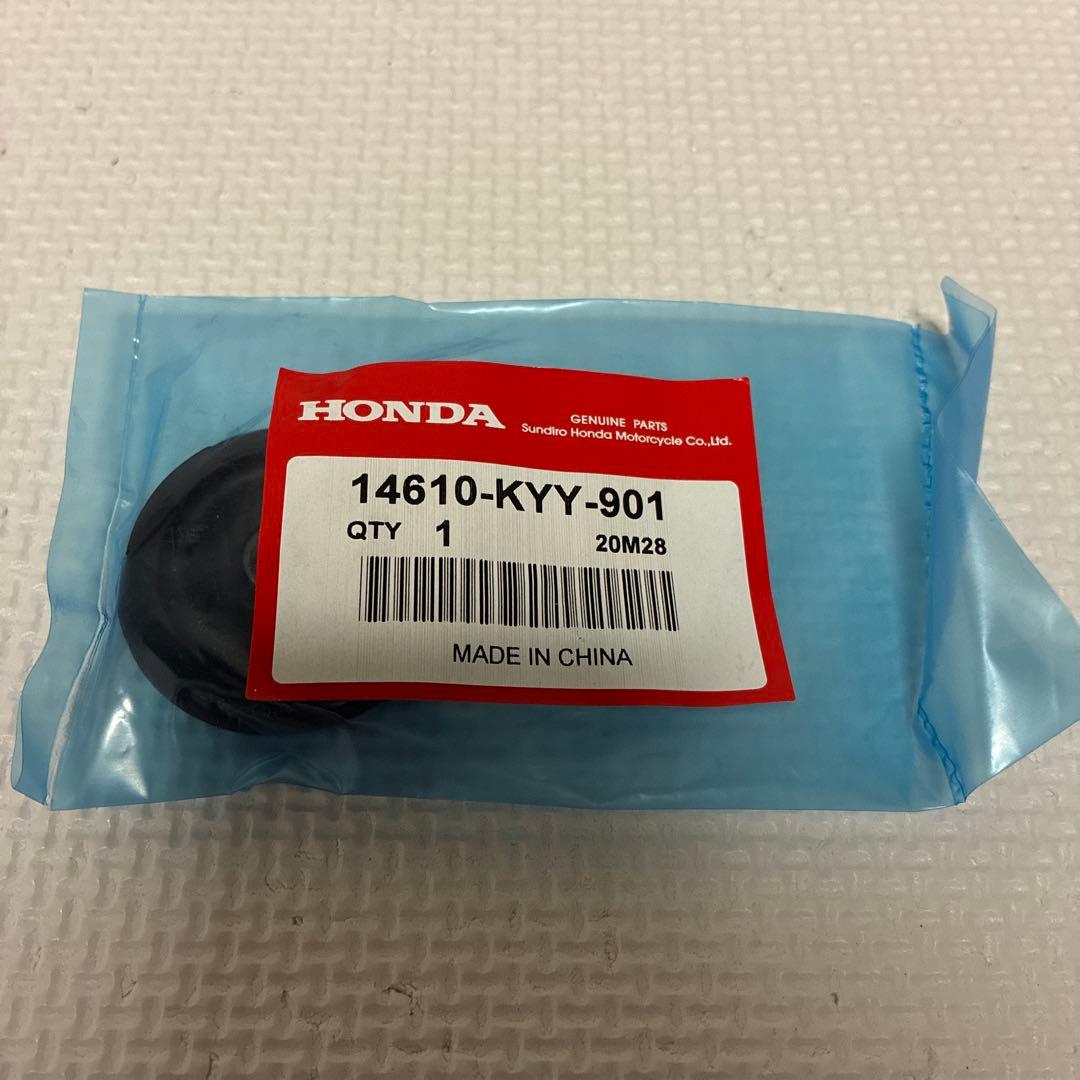 HONDA
GENUINE PARTS
Sundiro Honda Motorcycle Co.,Ltd.
14610-KYY-901
QTY 1 20M28
MADE IN CHINA